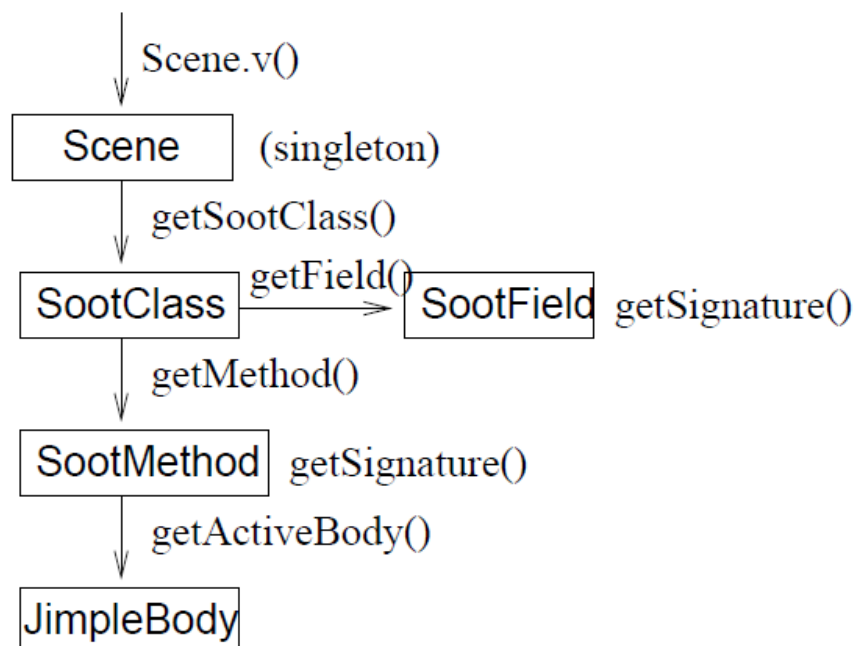 Scene.v()
Scene (singleton)
getSootClass()
getField()
SootClass SootField getSignature()
getMethod()
SootMethod getSignature()
getActiveBody()
JimpleBody